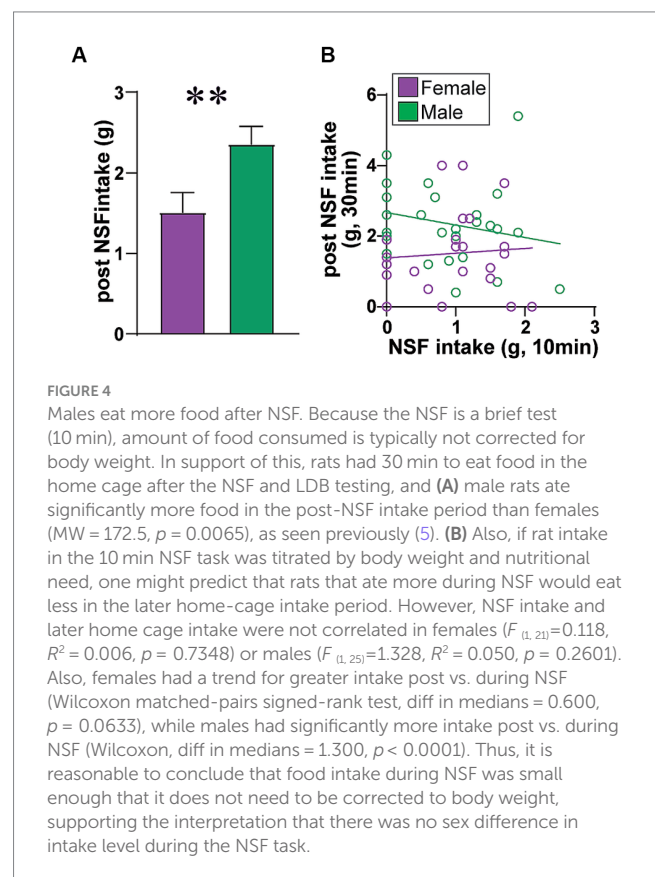 A
B
3
2
1
0
post NSFintake (g)
**
Female
Male
6
4
2
0
post NSF intake
(g, 30min)
0
1
2
3
NSF intake (g, 10min)
FIGURE 4
Males eat more food after NSF. Because the NSF is a brief test
(10 min), amount of food consumed is typically not corrected for
body weight. In support of this, rats had 30 min to eat food in the
home cage after the NSF and LDB testing, and (A) male rats ate
significantly more food in the post-NSF intake period than females
(MW = 172.5, p = 0.0065), as seen previously (5). (B) Also, if rat intake
in the 10 min NSF task was titrated by body weight and nutritional
need, one might predict that rats that ate more during NSF would eat
less in the later home-cage intake period. However, NSF intake and
later home cage intake were not correlated in females (F (1, 21)=0.118,
R² = 0.006, p = 0.7348) or males (F (1, 25)=1.328, R² = 0.050, p = 0.2601).
Also, females had a trend for greater intake post vs. during NSF
(Wilcoxon matched-pairs signed-rank test, diff in medians = 0.600,
p = 0.0633), while males had significantly more intake post vs. during
NSF (Wilcoxon, diff in medians = 1.300, p < 0.0001). Thus, it is
reasonable to conclude that food intake during NSF was small
enough that it does not need to be corrected to body weight,
supporting the interpretation that there was no sex difference in
intake level during the NSF task.